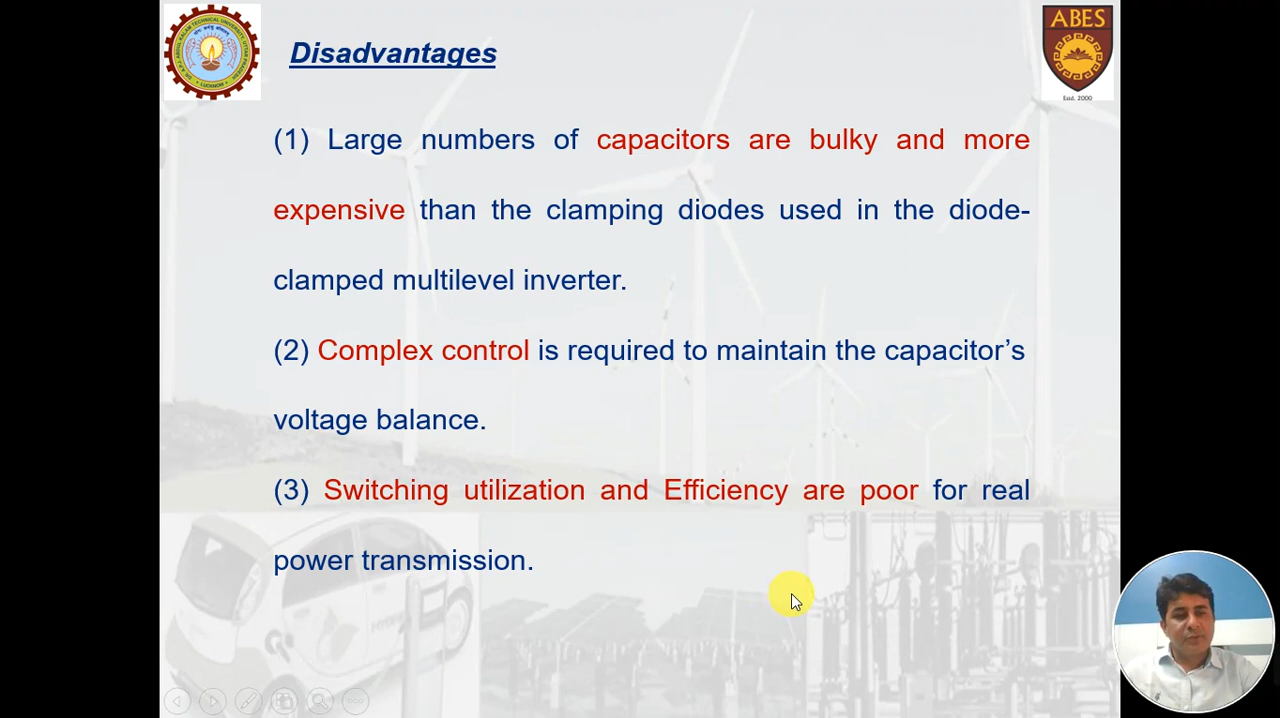 Disadvantages
ABES
Estd. 2000
(1) Large numbers of capacitors are bulky and more
expensive than the clamping diodes used in the diode-
clamped multilevel inverter.
(2) Complex control is required to maintain the capacitor’s
voltage balance.
(3) Switching utilization and Efficiency are poor for real
power transmission.